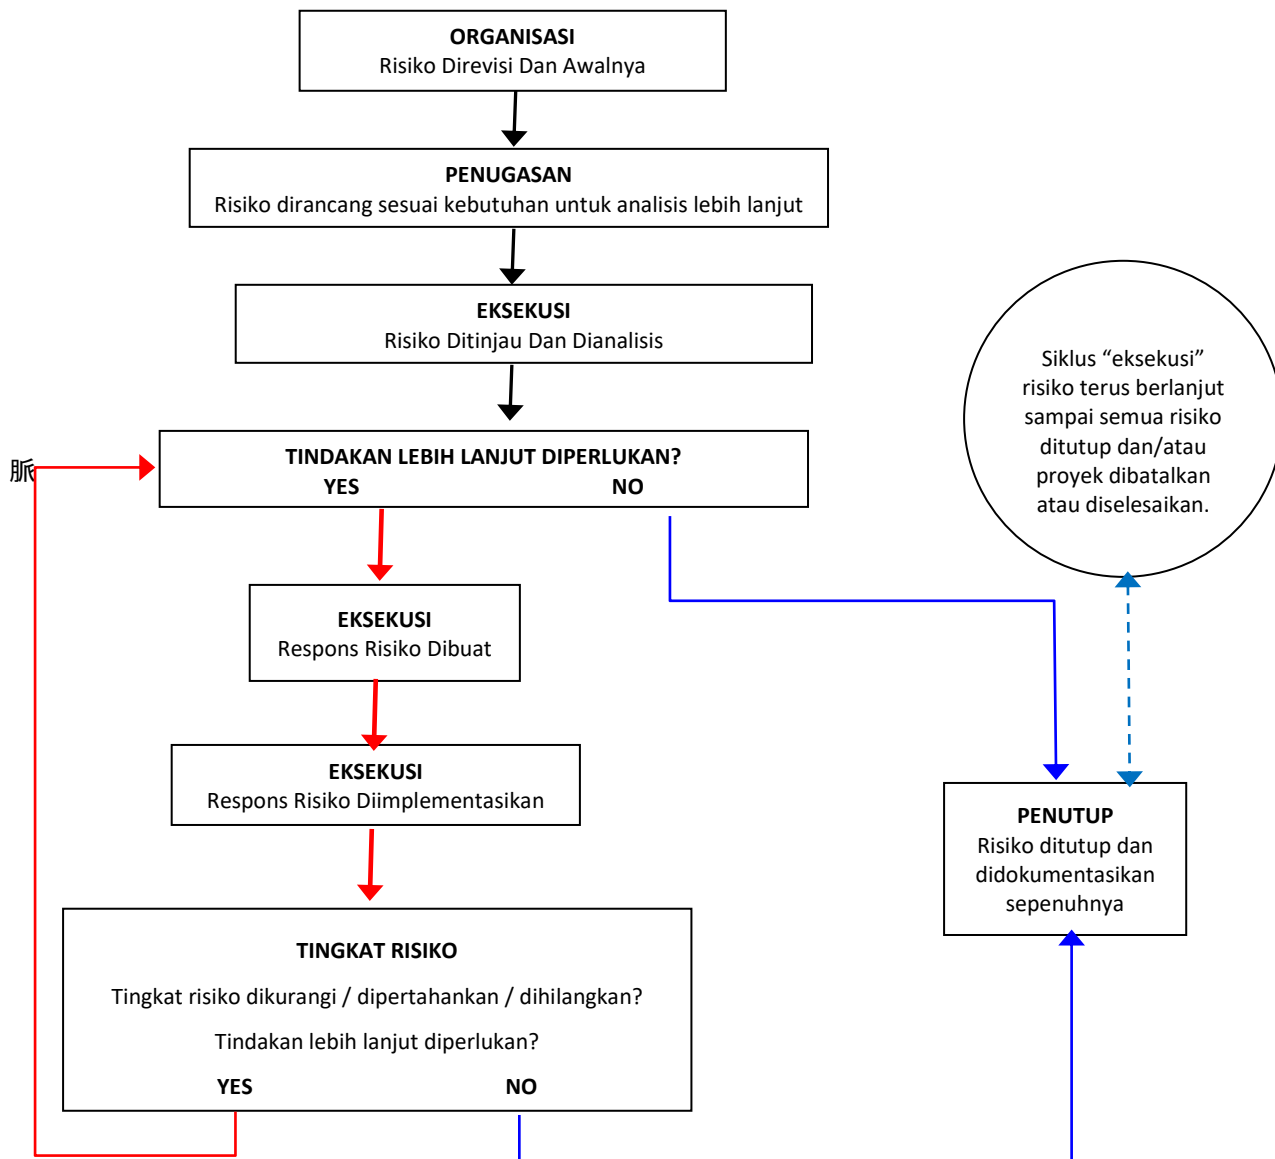 ORGANISASI
Risiko Direvisi Dan Awalnya
PENUGASAN
Risiko dirancang sesuai kebutuhan untuk analisis lebih lanjut
EKSEKUSI
Risiko Ditinjau Dan Dianalisis
Siklus “eksekusi”
risiko terus berlanjut
sampai semua risiko
ditutup dan/atau
proyek dibatalkan
atau diselesaikan.
脈
TINDAKAN LEBIH LANJUT DIPERLUKAN?
YES NO
EKSEKUSI
Respons Risiko Dibuat
EKSEKUSI
Respons Risiko Diimplementasikan
PENUTUP
Risiko ditutup dan
didokumentasikan
sepenuhnya
TINGKAT RISIKO
Tingkat risiko dikurangi / dipertahankan / dihilangkan?
Tindakan lebih lanjut diperlukan?
YES NO